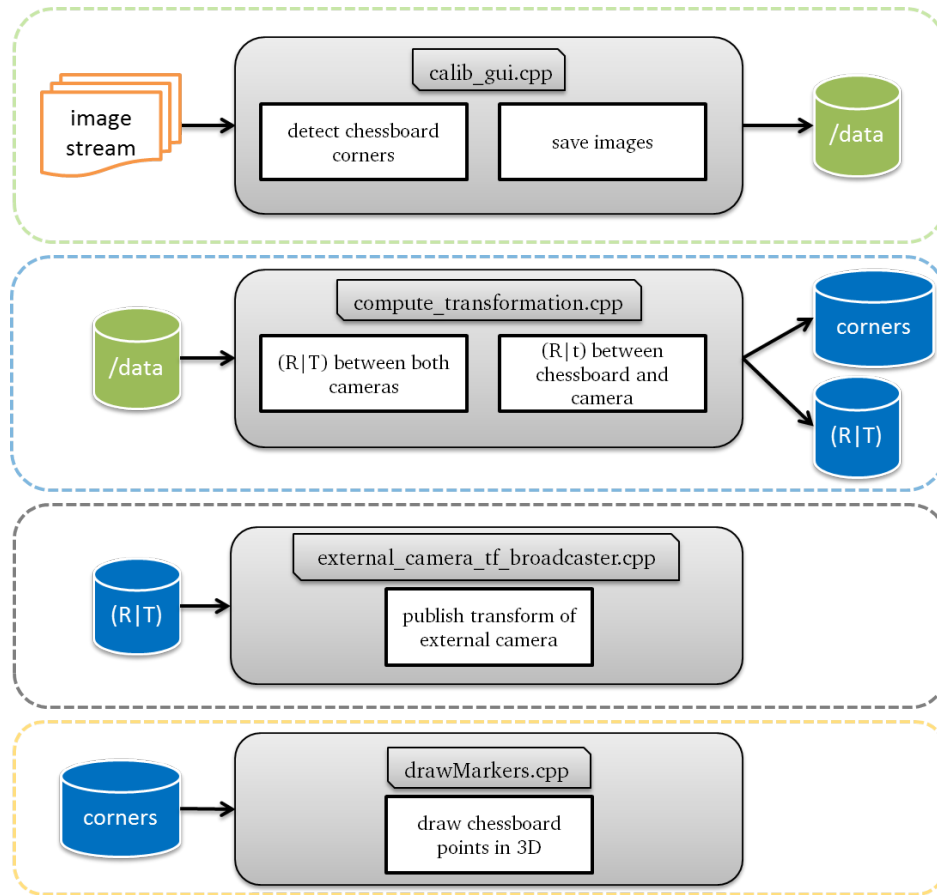 calib_gui.cpp
image
stream
detect chessboard
corners
save images
/data
compute_transformation.cpp
/data
(R|T) between both
cameras
(R|t) between
chessboard and
camera
corners
(R|T)
external_camera_tf_broadcaster.cpp
(R|T)
publish transform of
external camera
drawMarkers.cpp
corners
draw chessboard
points in 3D